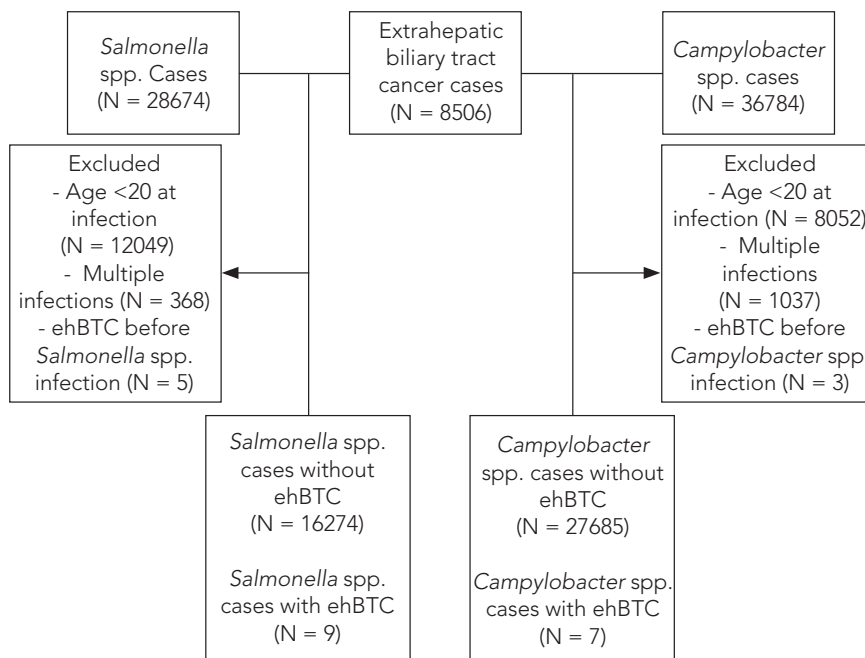 Salmonella
spp. Cases
(N = 28674)
Extrahepatic
biliary tract
cancer cases
(N = 8506)
Campylobacter
spp. cases
(N = 36784)
Excluded
- Age <20 at
infection
(N = 12049)
- Multiple
infections (N = 368)
- ehBTC before
Salmonella spp.
infection (N = 5)
Excluded
- Age <20 at
infection (N = 8052)
- Multiple
infections
(N = 1037)
- ehBTC before
Campylobacter spp
infection (N = 3)
Salmonella spp.
cases without
ehBTC
(N = 16274)
Salmonella spp.
cases with ehBTC
(N = 9)
Campylobacter
spp. cases without
ehBTC
(N = 27685)
Campylobacter spp.
cases with ehBTC
(N = 7)